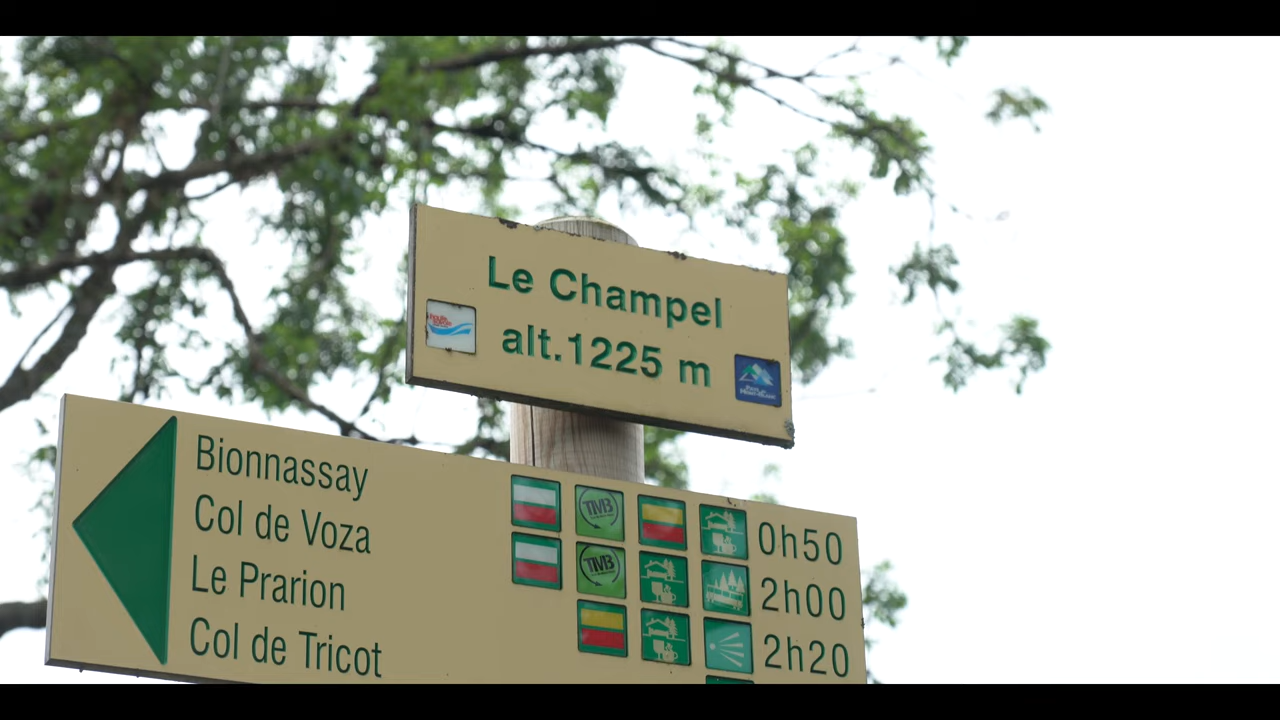 Le Champel
alt.1225 m
Bionnassay TMB 0h50
Col de Voza TMB 2h00
Le Prarion 2h20
Col de Tricot